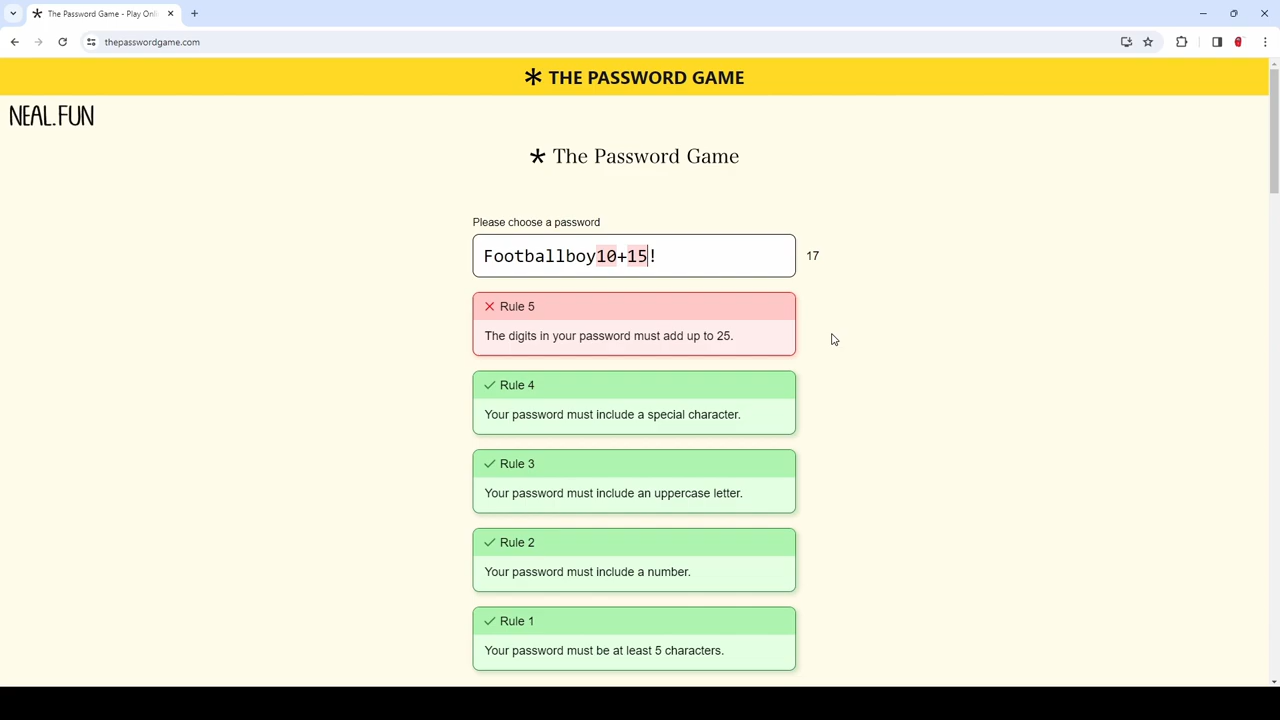 The Password Game - Play Onli
thepasswordgame.com
THE PASSWORD GAME
NEAL.FUN
The Password Game
Please choose a password
Footballboy10+15!
17
Rule 5
The digits in your password must add up to 25.
Rule 4
Your password must include a special character.
Rule 3
Your password must include an uppercase letter.
Rule 2
Your password must include a number.
Rule 1
Your password must be at least 5 characters.